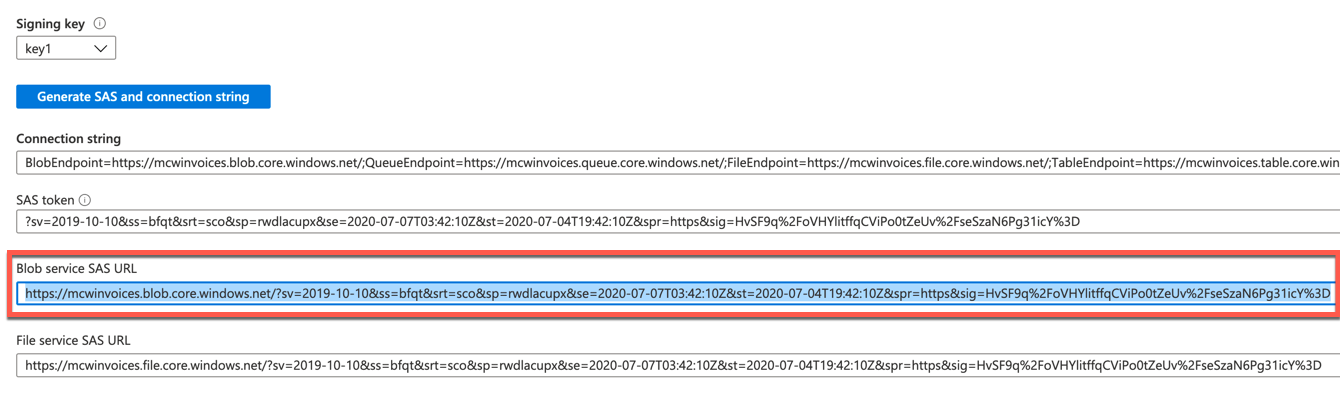 Signing key
key1
Generate SAS and connection string
Connection string
BlobEndpoint=https://mcwinvoices.blob.core.windows.net/;QueueEndpoint=https://mcwinvoices.queue.core.windows.net/;FileEndpoint=https://mcwinvoices.file.core.windows.net/;TableEndpoint=https://mcwinvoices.table.core.win
SAS token
?sv=2019-10-10&ss=bfqt&srt=sco&sp=rwdlacupx&se=2020-07-07T03:42:10Z&st=2020-07-04T19:42:10Z&spr=https&sig=HvSF9q%2FoVHYlitffqCViPo0tZeUv%2FseSzaN6Pg31icY%3D
Blob service SAS URL
https://mcwinvoices.blob.core.windows.net/?sv=2019-10-10&ss=bfqt&srt=sco&sp=rwdlacupx&se=2020-07-07T03:42:10Z&st=2020-07-04T19:42:10Z&spr=https&sig=HvSF9q%2FoVHYlitffqCViPo0tZeUv%2FseSzaN6Pg31icY%3D
File service SAS URL
https://mcwinvoices.file.core.windows.net/?sv=2019-10-10&ss=bfqt&srt=sco&sp=rwdlacupx&se=2020-07-07T03:42:10Z&st=2020-07-04T19:42:10Z&spr=https&sig=HvSF9q%2FoVHYlitffqCViPo0tZeUv%2FseSzaN6Pg31icY%3D